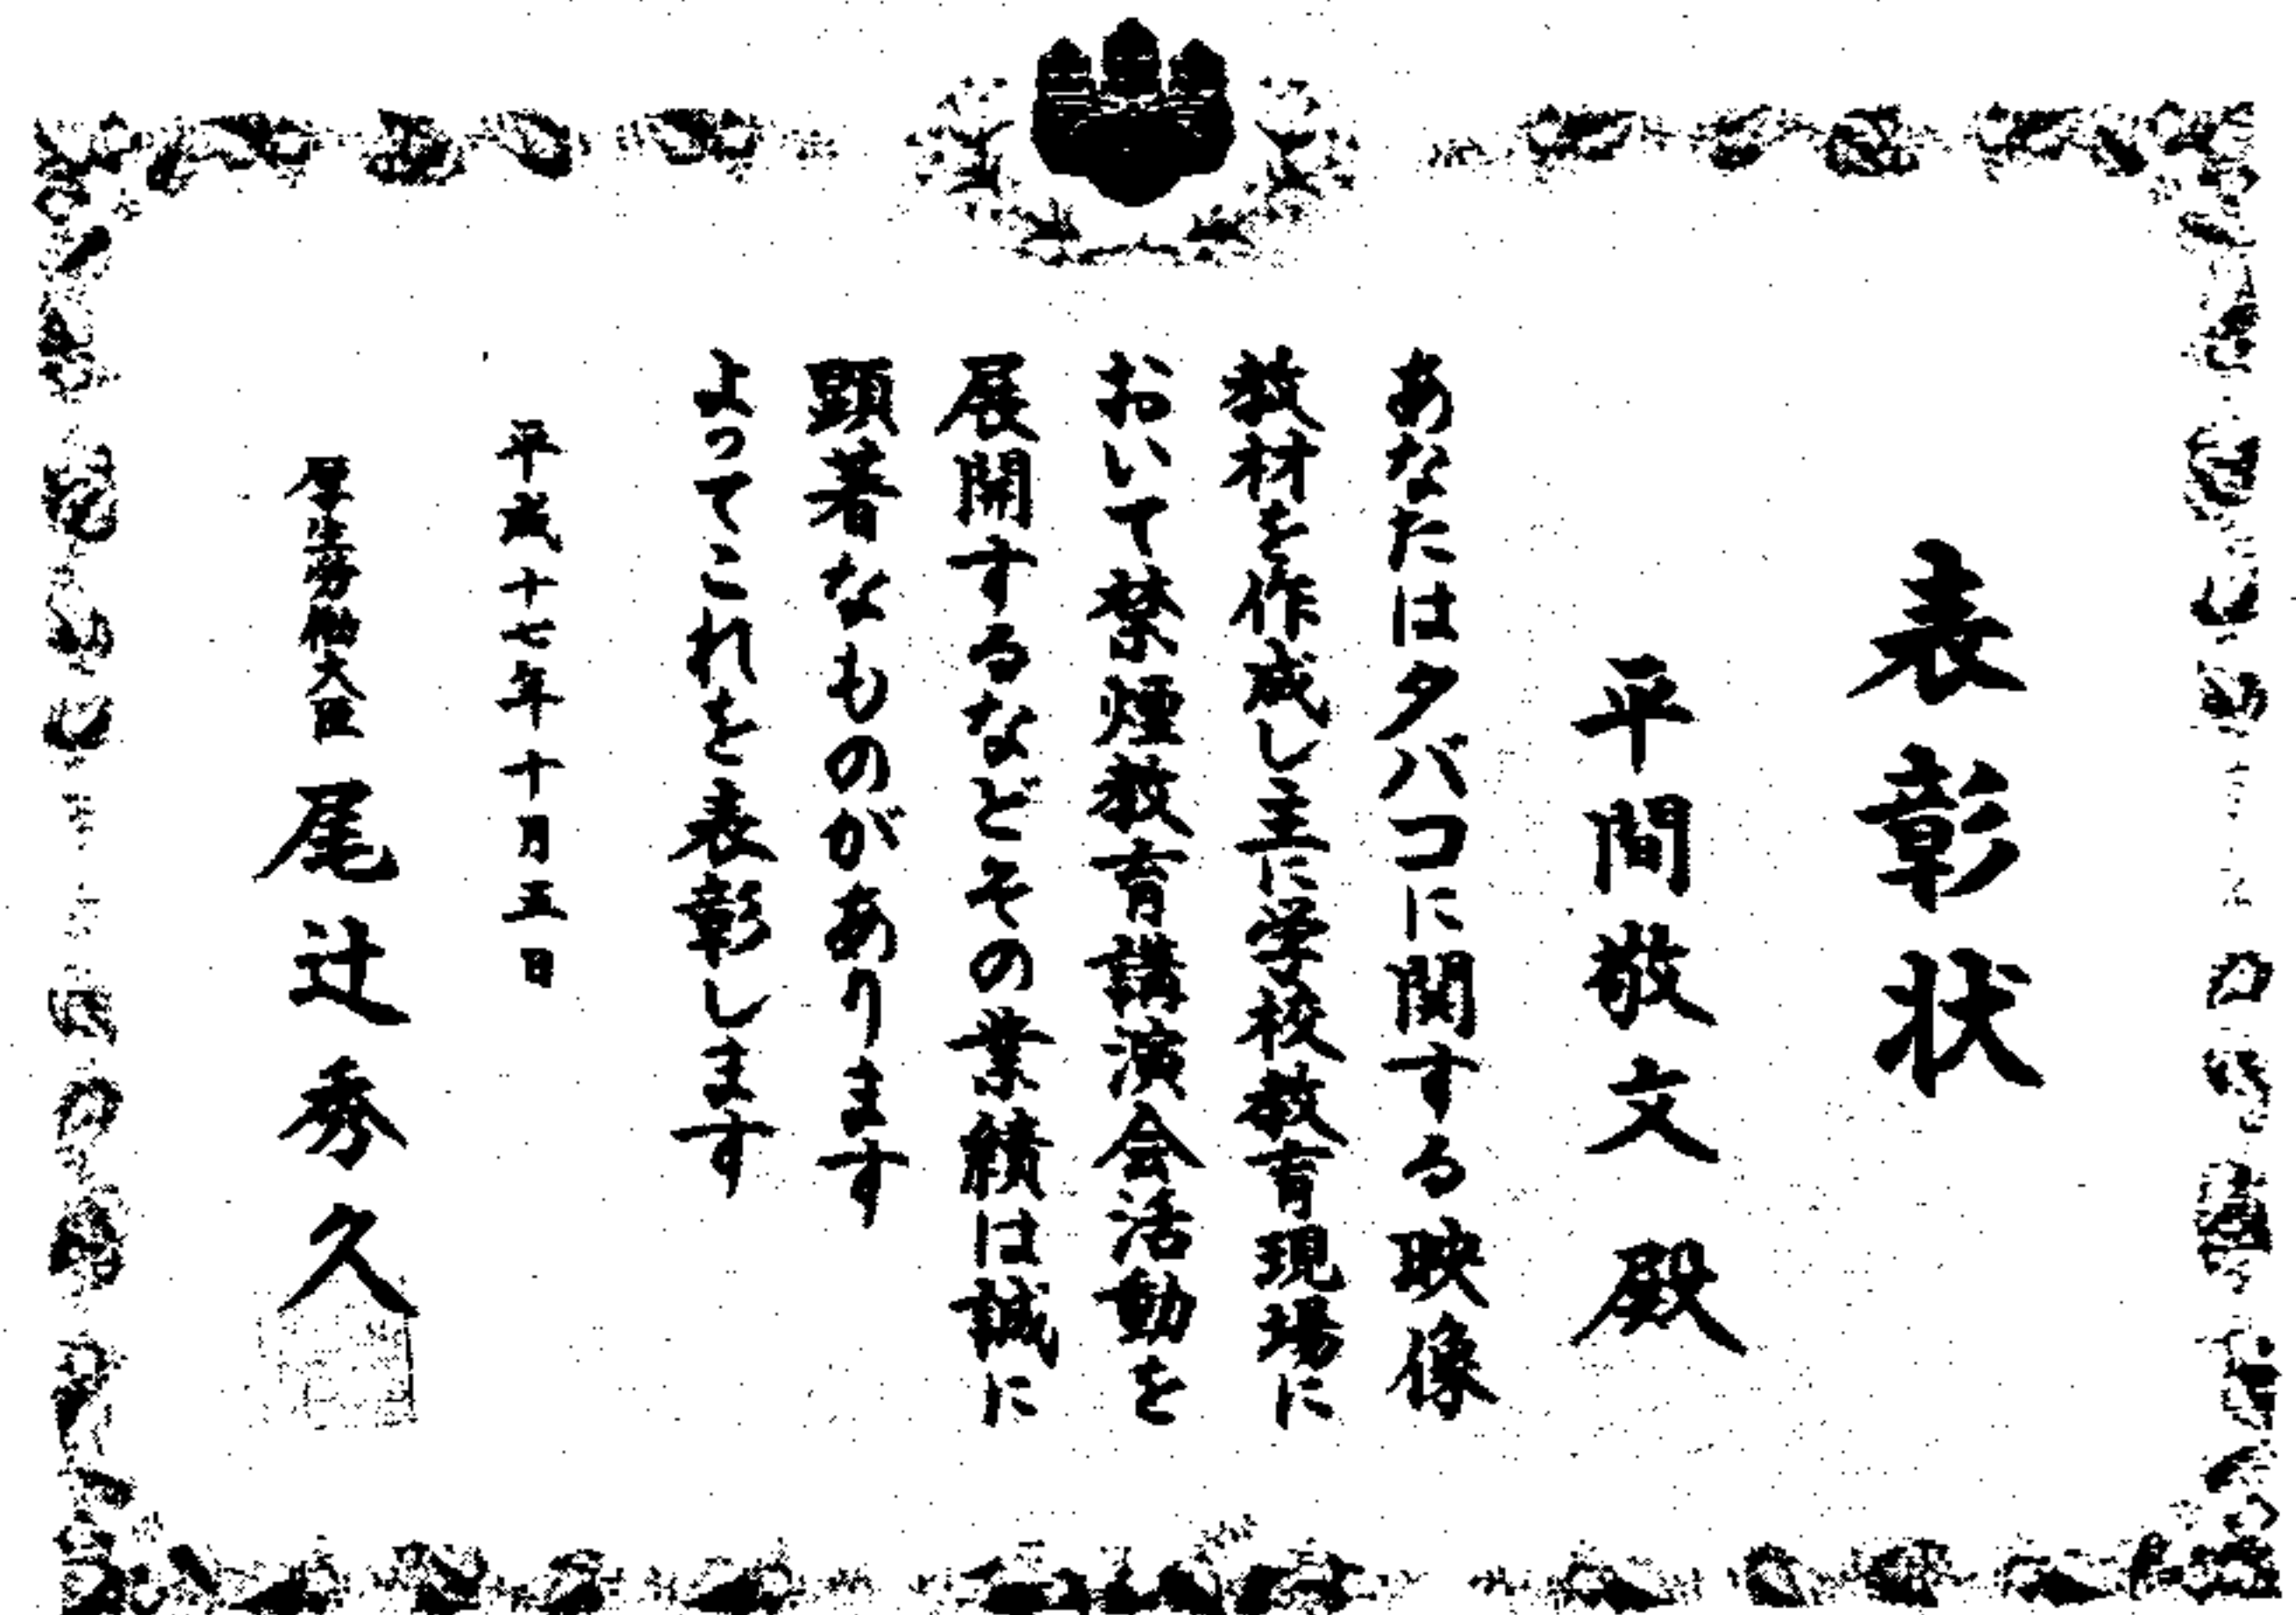 表彰状
平間敬文殿
あなたはタバコに関する映像
教材を作成し主に学校教育現場に
おいて禁煙教育講演会活動を
展開するなどその業績は誠に
顕著なものがあります
よってこれを表彰します
平成十七年十月五日
厚生労働大臣 尾辻秀久